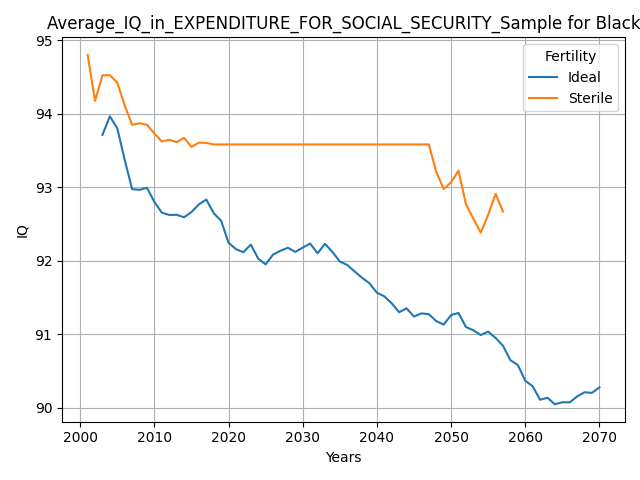 Average_IQ_in_EXPENDITURE_FOR_SOCIAL_SECURITY_Sample for Black
Fertility
Ideal
Sterile
95
94
93
92
91
90
IQ
2000 2010 2020 2030 2040 2050 2060 2070
Years